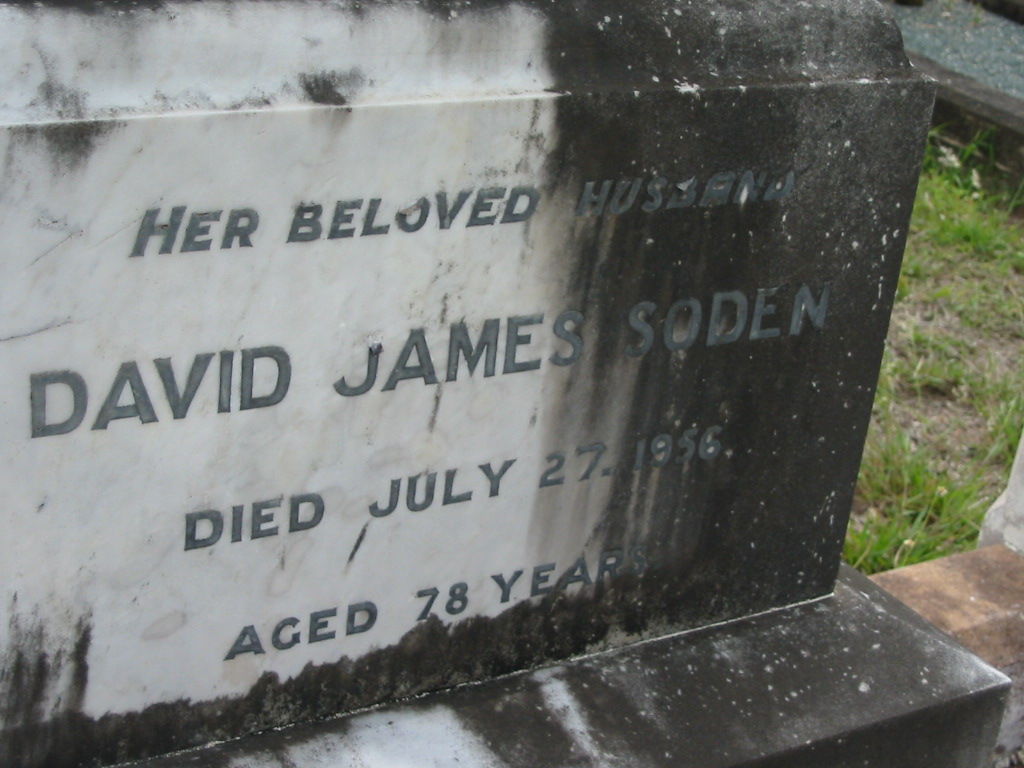 HER BELOVED HUSBAND
DAVID JAMES SODEN
DIED JULY 27. 1956.
AGED 78 YEARS